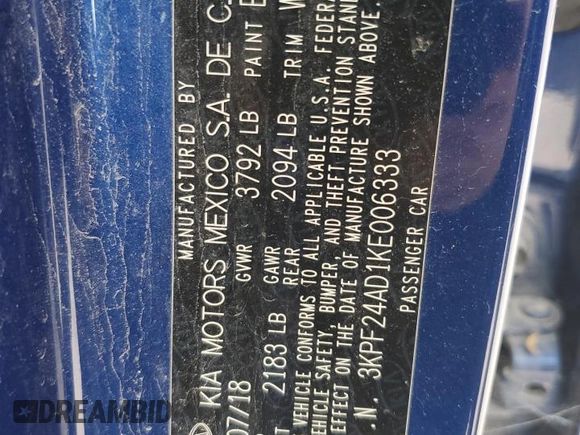 MANUFACTURED BY
KIA MOTORS MEXICO S.A. DE C.
07/18 GVWR 3792 LB PAINT
2183 LB GAWR REAR 2094 LB TRIM W
VEHICLE CONFORMS TO ALL APPLICABLE U.S.A. FEDER
VEHICLE SAFETY, BUMPER AND THEFT PREVENTION STAN
EFFECT ON THE DATE OF MANUFACTURE SHOWN ABOVE.
.N. 3KPF24AD1KE006333
PASSENGER CAR
DREAMBID